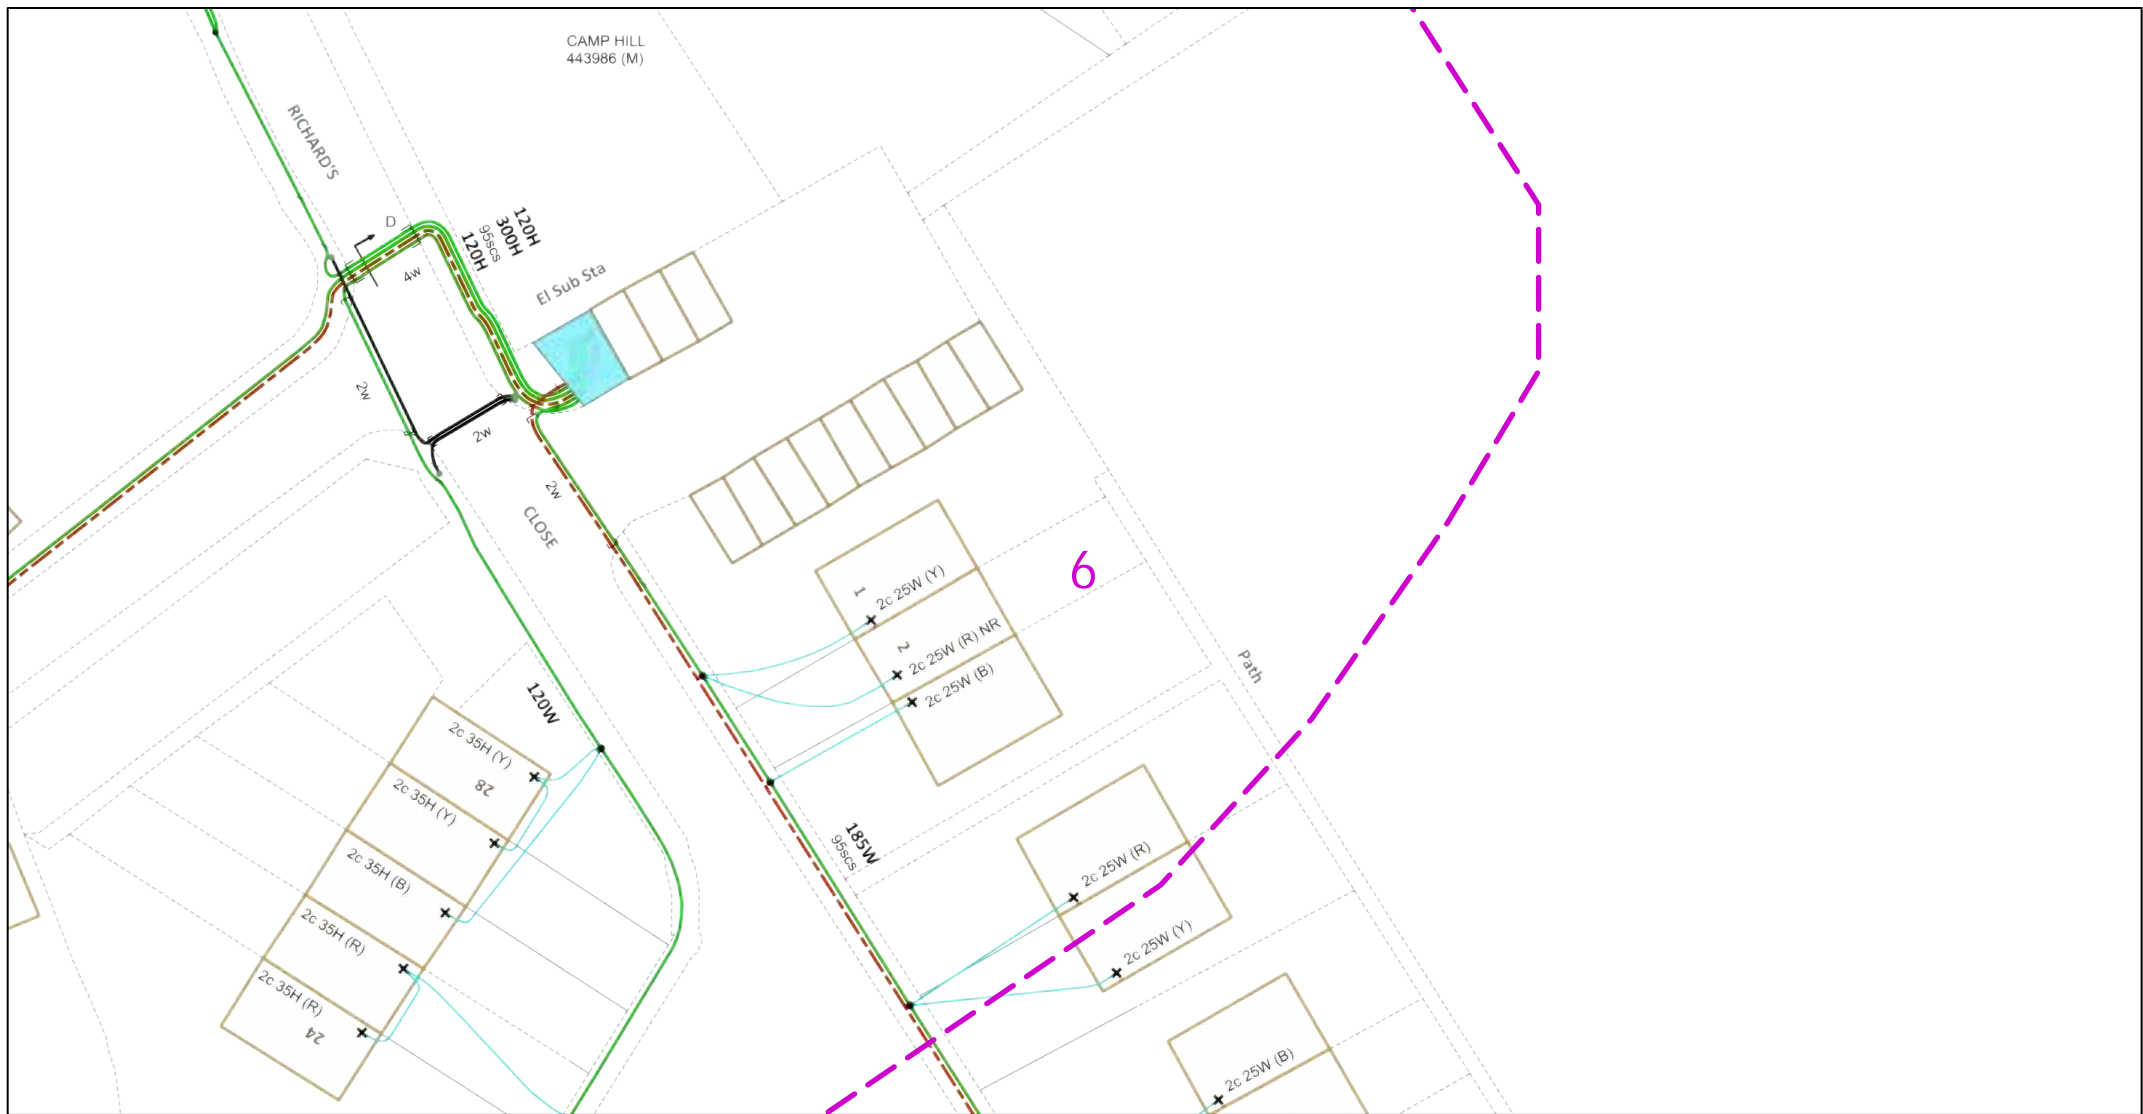 CAMP HILL
443986 (M)
RICHARD'S
D
4w
120H
300H
95scs
120H
El Sub Sta
2w
2w
2w
CLOSE
6
1
2c 25W (Y)
2
2c 25W (R) NR
2c 25W (B)
Path
120W
2c 35H (Y)
28
2c 35H (Y)
2c 35H (B)
2c 35H (R)
2c 35H (R)
24
185W
95scs
2c 25W (R)
2c 25W (Y)
2c 25W (B)